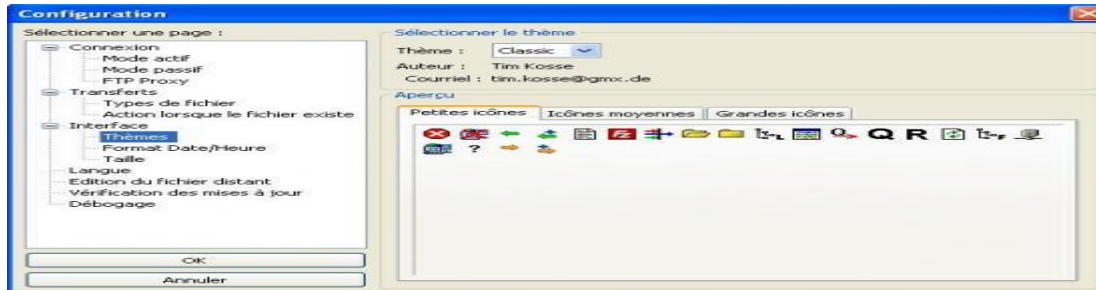 Configuration
Sélectionner une page :
Connexion
Mode actif
Mode passif
FTP Proxy
Transferts
Types de fichier
Action lorsque le fichier existe
Interface
Thèmes
Format Date/Heure
Taille
Langue
Edition du fichier distant
Vérification des mises à jour
Débogage
OK
Annuler
Sélectionner le thème
Thème : Classic
Auteur : Tim Kosse
Courriel : tim.kosse@gmx.de
Aperçu
Petites icônes Icônes moyennes Grandes icônes
Q R
?